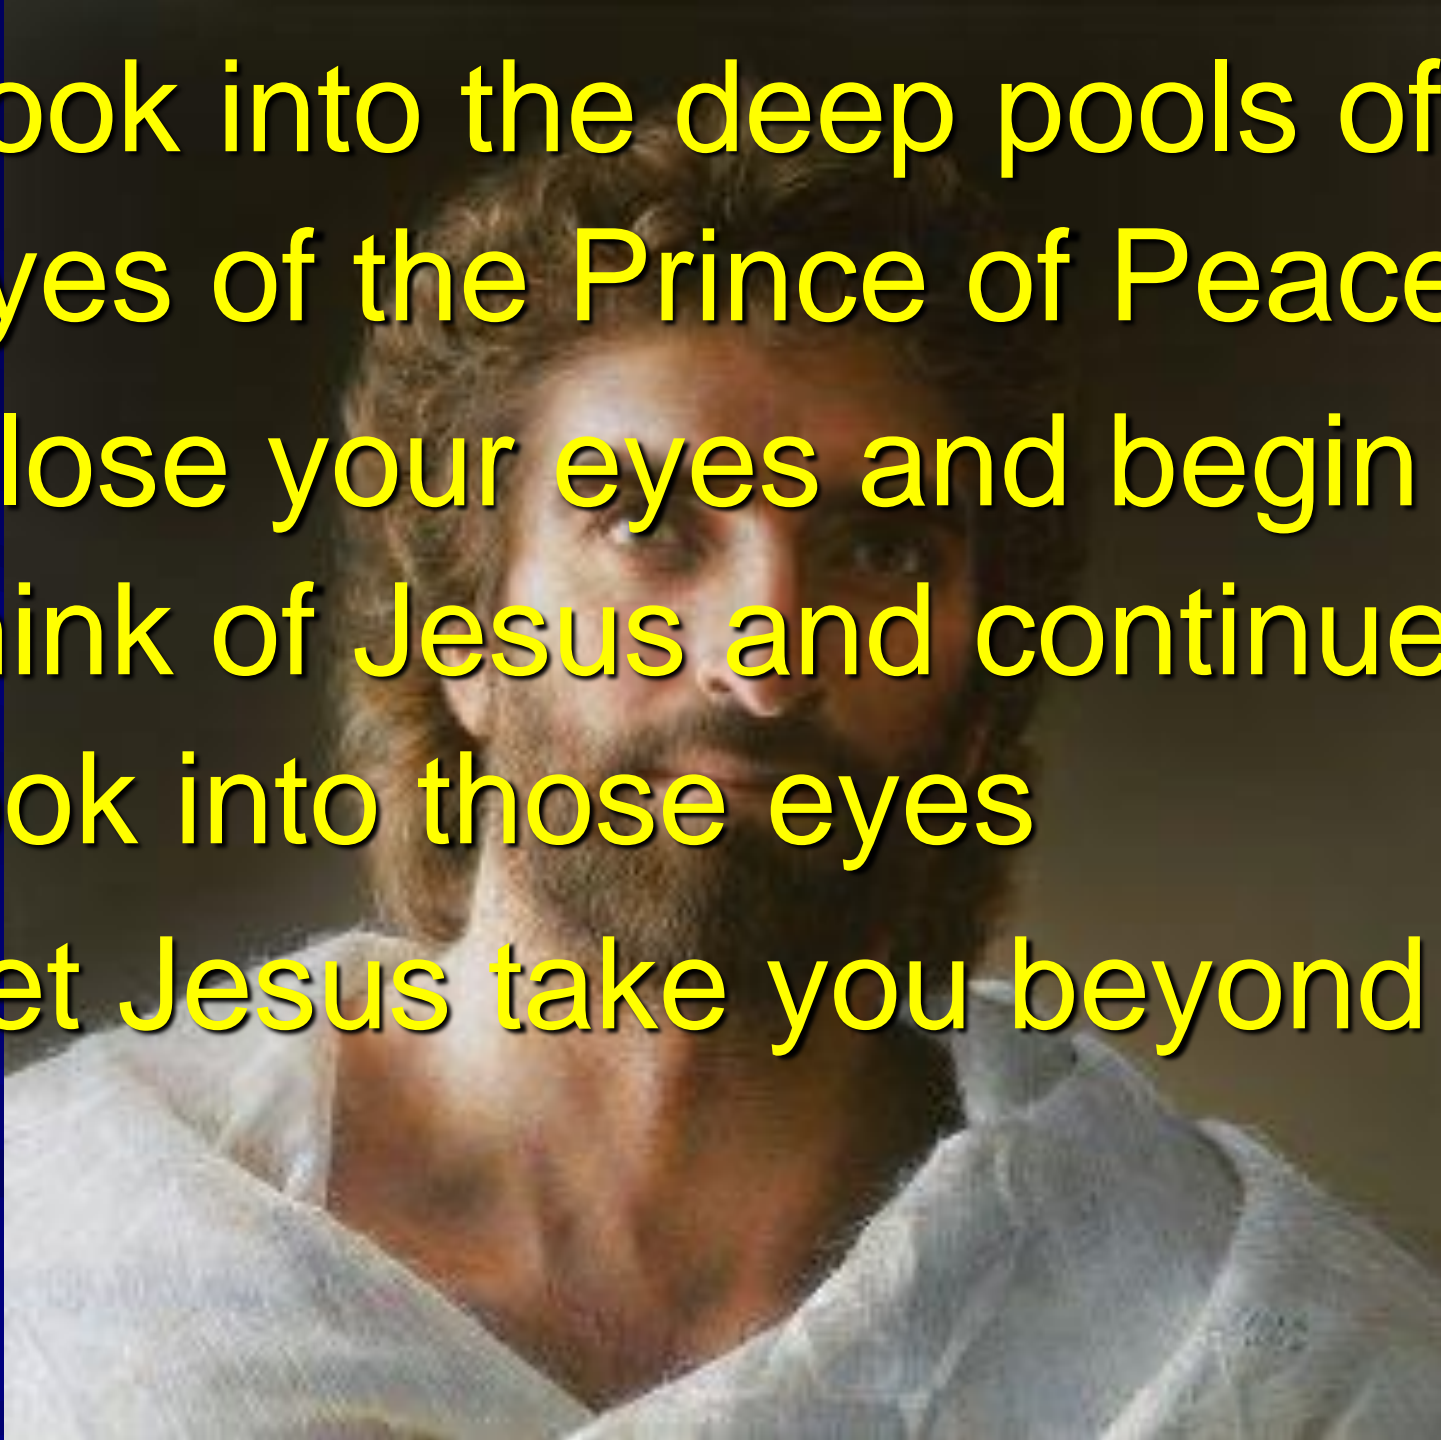 ook into the deep pools of
yes of the Prince of Peace
lose your eyes and begin
ink of Jesus and continue
ok into those eyes
et Jesus take you beyond